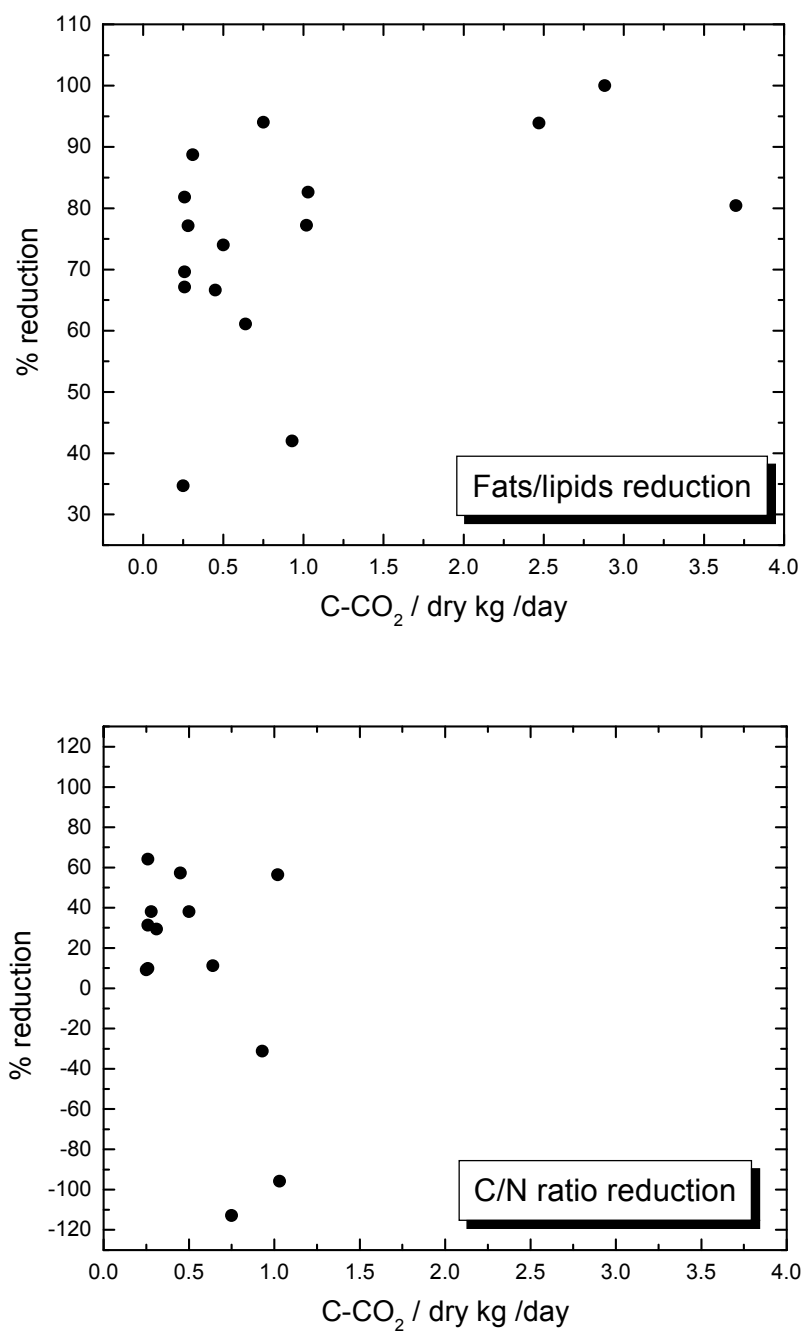 110
100
90
80
70
60
50
40
30
% reduction
Fats/lipids reduction
0.0 0.5 1.0 1.5 2.0 2.5 3.0 3.5 4.0
C-CO₂ / dry kg /day
120
100
80
60
40
20
0
-20
-40
-60
-80
-100
-120
% reduction
C/N ratio reduction
0.0 0.5 1.0 1.5 2.0 2.5 3.0 3.5 4.0
C-CO₂ / dry kg /day